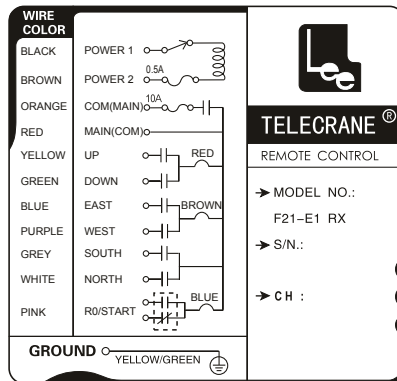 WIRE
COLOR
BLACK POWER 1
BROWN POWER 2 0.5A
ORANGE COM(MAIN) 10A
RED MAIN(COM)
YELLOW UP RED
GREEN DOWN
BLUE EAST BROWN
PURPLE WEST
GREY SOUTH
WHITE NORTH
PINK R0/START BLUE
GROUND YELLOW/GREEN
Lee
TELECRANE ®
REMOTE CONTROL
MODEL NO.:
F21-E1 RX
S/N.:
CH :